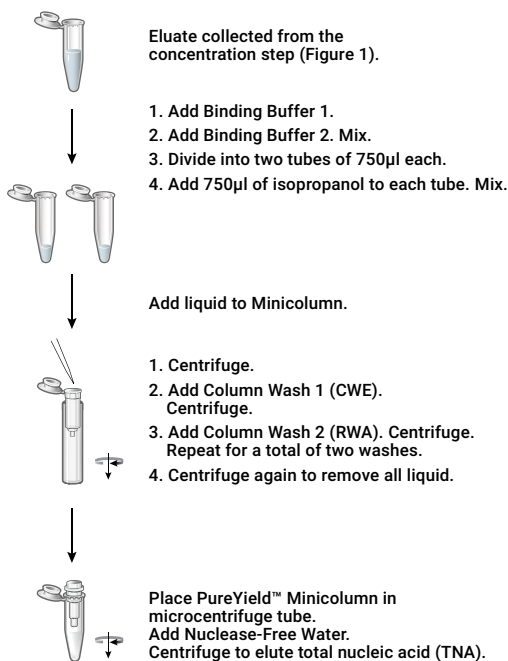 Eluate collected from the
concentration step (Figure 1).
1. Add Binding Buffer 1.
2. Add Binding Buffer 2. Mix.
3. Divide into two tubes of 750µl each.
4. Add 750µl of isopropanol to each tube. Mix.
Add liquid to Minicolumn.
1. Centrifuge.
2. Add Column Wash 1 (CWE).
Centrifuge.
3. Add Column Wash 2 (RWA). Centrifuge.
Repeat for a total of two washes.
4. Centrifuge again to remove all liquid.
Place PureYield™ Minicolumn in
microcentrifuge tube.
Add Nuclease-Free Water.
Centrifuge to elute total nucleic acid (TNA).